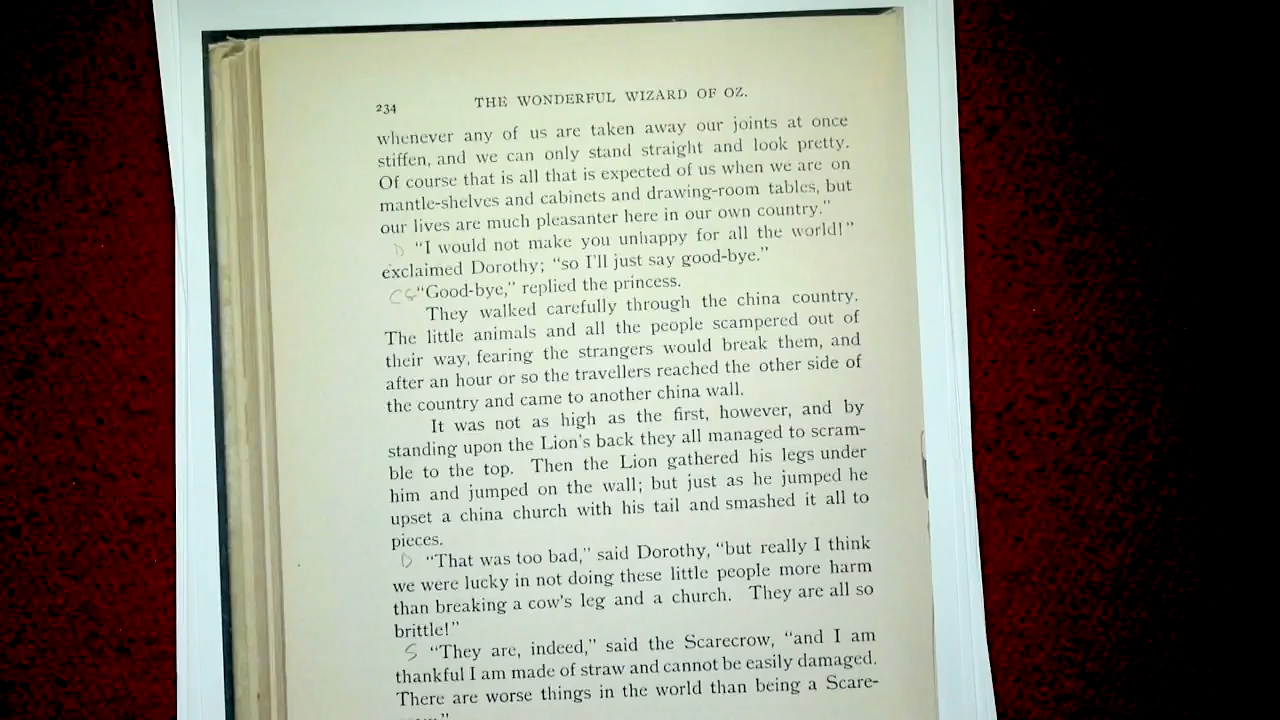 234 THE WONDERFUL WIZARD OF OZ.
whenever any of us are taken away our joints at once
stiffen, and we can only stand straight and look pretty.
Of course that is all that is expected of us when we are on
mantle-shelves and cabinets and drawing-room tables, but
our lives are much pleasanter here in our own country."
D "I would not make you unhappy for all the world!"
exclaimed Dorothy; "so I'll just say good-bye."
"Good-bye," replied the princess.
They walked carefully through the china country.
The little animals and all the people scampered out of
their way, fearing the strangers would break them, and
after an hour or so the travellers reached the other side of
the country and came to another china wall.
It was not as high as the first, however, and by
standing upon the Lion's back they all managed to scram-
ble to the top. Then the Lion gathered his legs under
him and jumped on the wall; but just as he jumped he
upset a china church with his tail and smashed it all to
pieces.
D "That was too bad," said Dorothy, "but really I think
we were lucky in not doing these little people more harm
than breaking a cow's leg and a church. They are all so
brittle!"
S "They are, indeed," said the Scarecrow, "and I am
thankful I am made of straw and cannot be easily damaged.
There are worse things in the world than being a Scare-